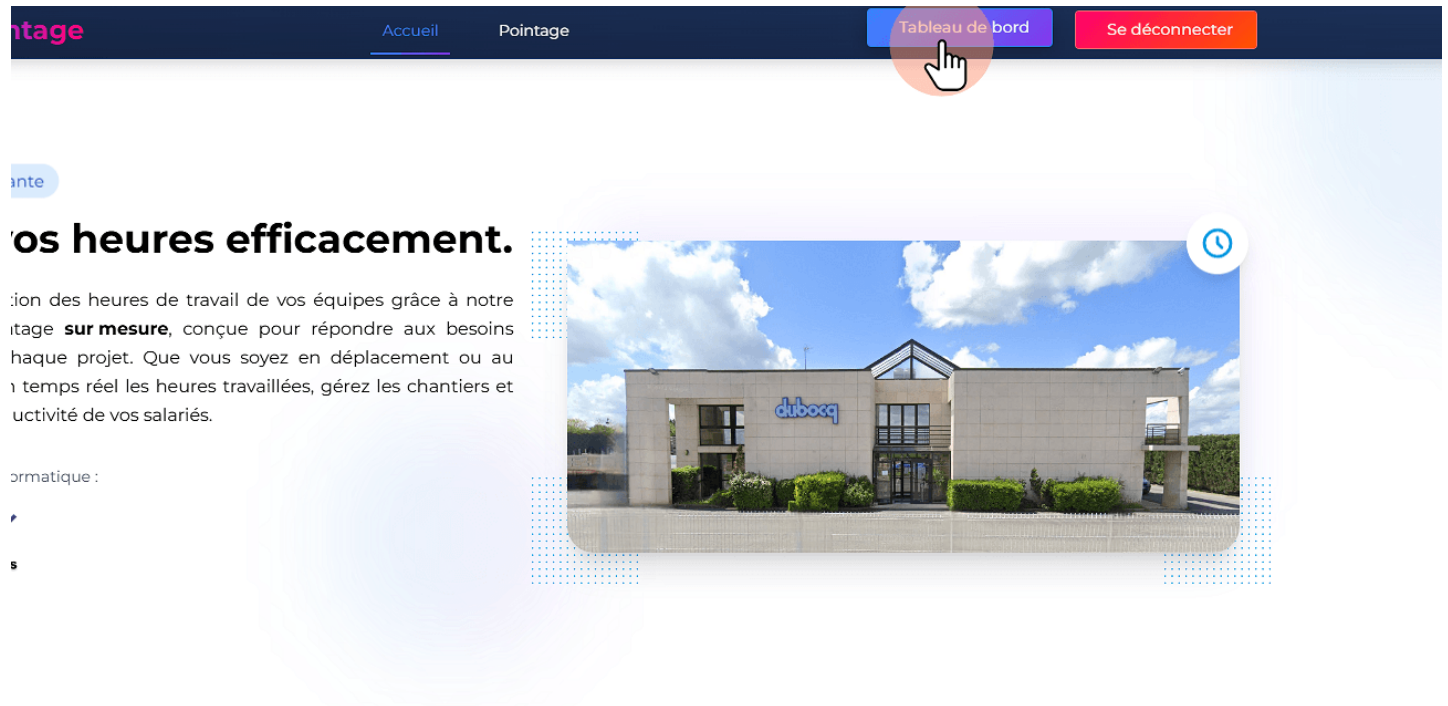 ntage
Accueil
Pointage
Tableau de bord
Se déconnecter
ante
vos heures efficacement.
tion des heures de travail de vos équipes grâce à notre
ntage sur mesure, conçue pour répondre aux besoins
haque projet. Que vous soyez en déplacement ou au
n temps réel les heures travaillées, gérez les chantiers et
uctivité de vos salariés.
ormatique :
s
dubocq